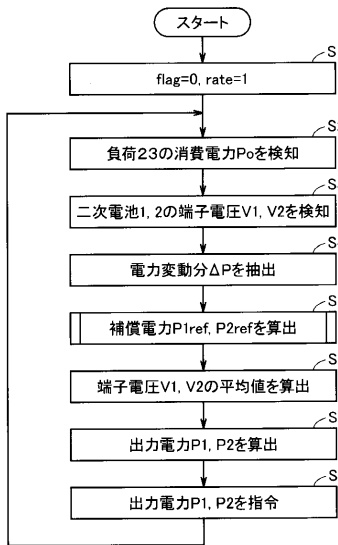 スタート
S
flag=0, rate=1
S
負荷23の消費電力Poを検知
S
二次電池1, 2の端子電圧V1, V2を検知
S
電力変動分ΔPを抽出
S
補償電力P1ref, P2refを算出
S
端子電圧V1, V2の平均値を算出
S
出力電力P1, P2を算出
S
出力電力P1, P2を指令